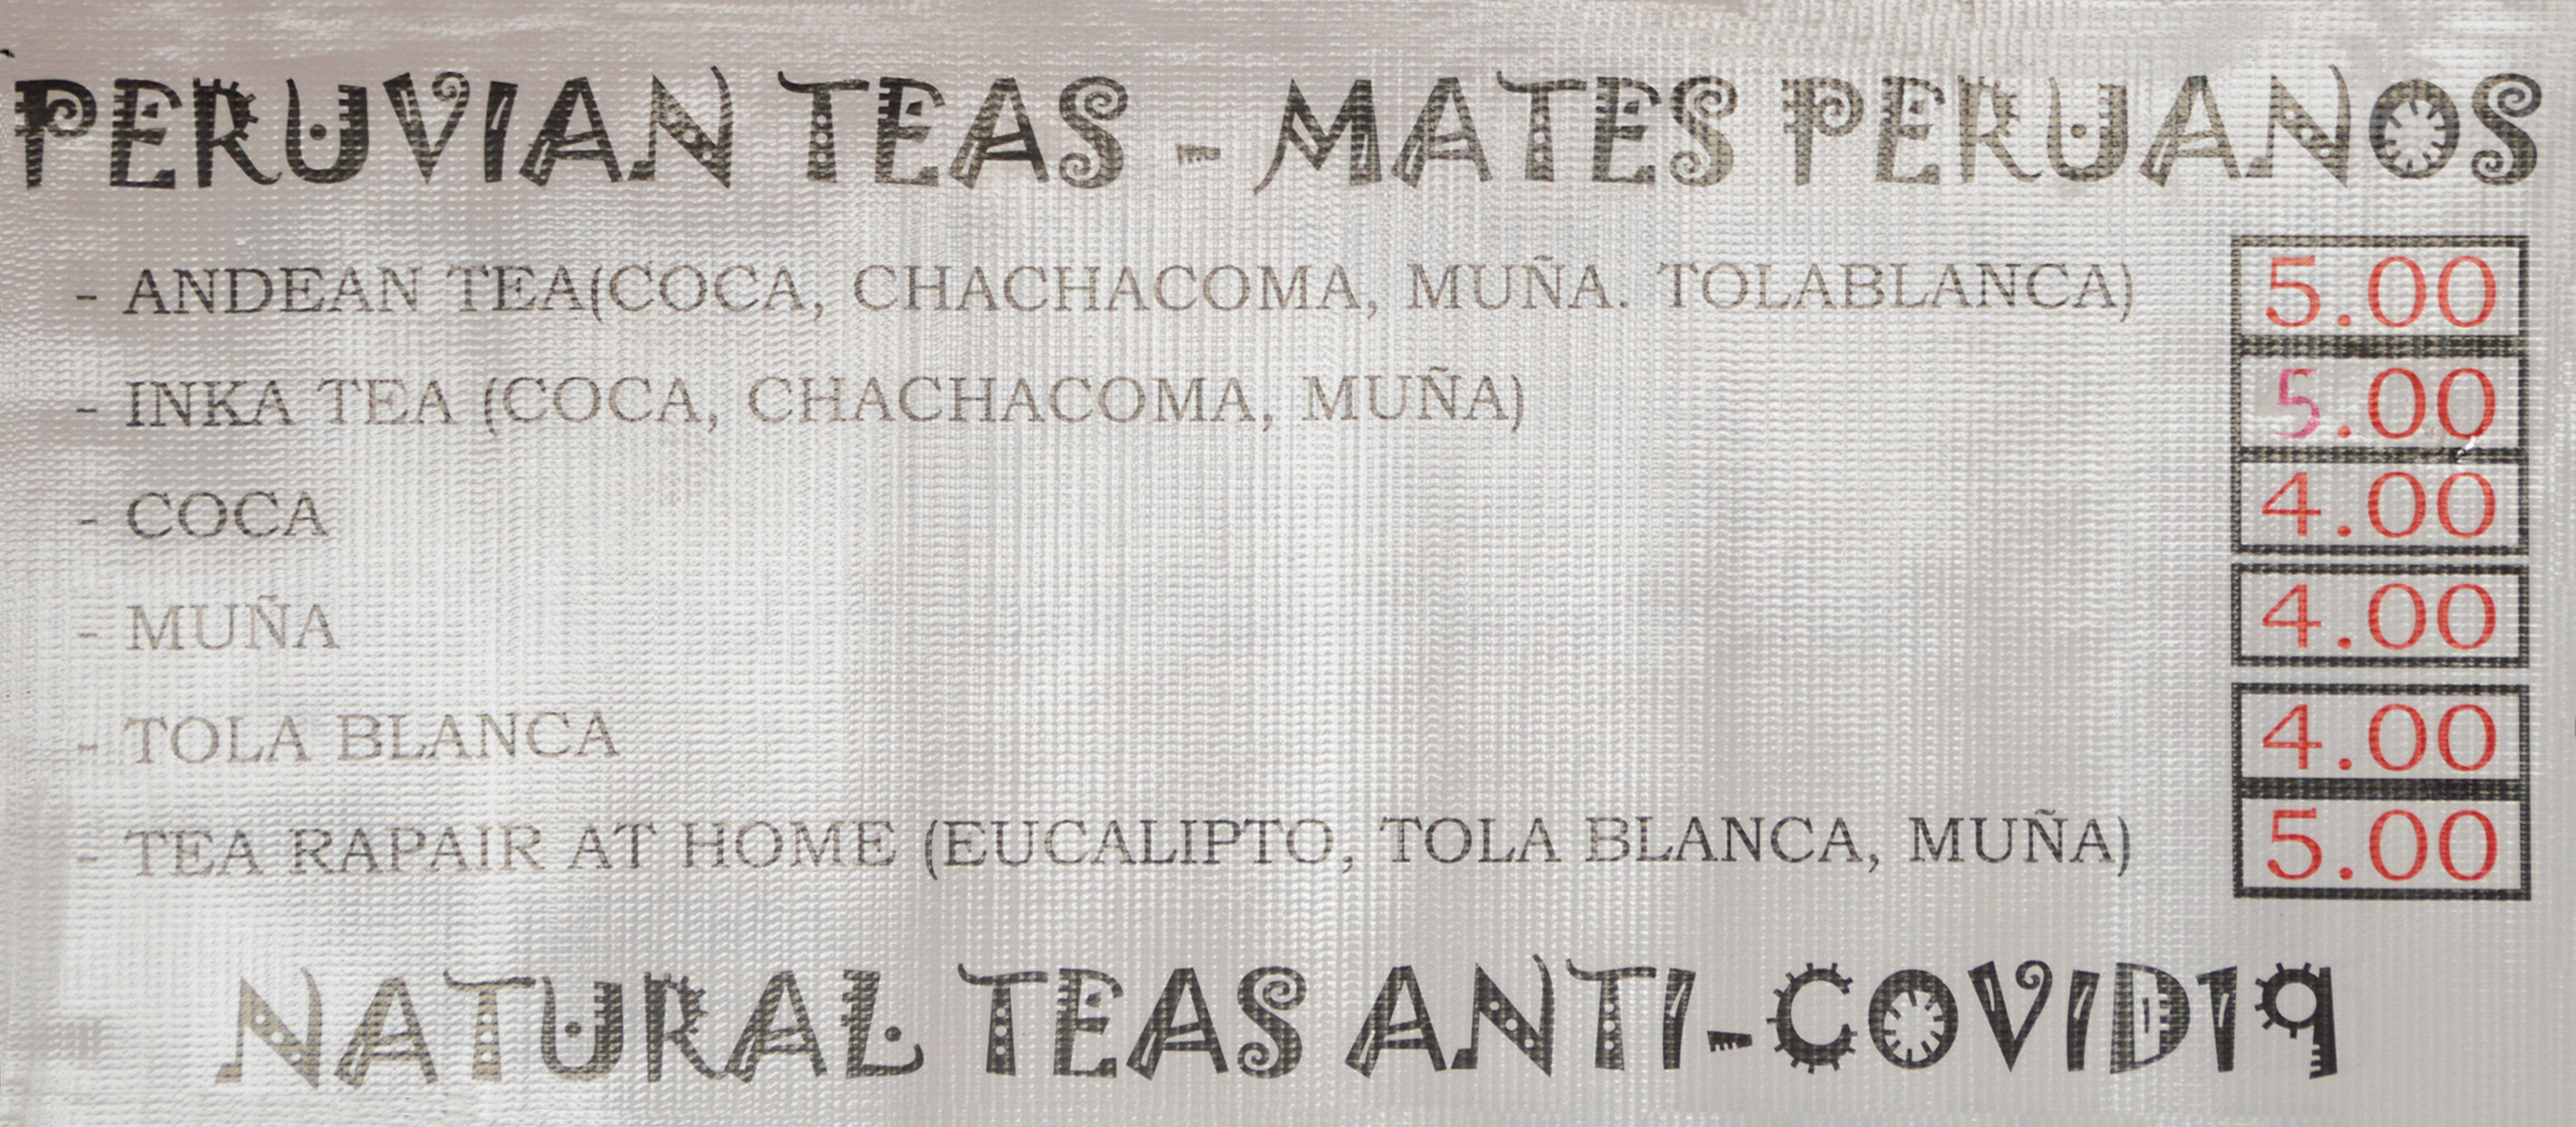 PERUVIAN TEAS - MATES PERUANOS
- ANDEAN TEA(COCA, CHACHACOMA, MUÑA. TOLABLANCA) 5.00
- INKA TEA (COCA, CHACHACOMA, MUÑA) 5.00
- COCA 4.00
- MUÑA 4.00
- TOLA BLANCA 4.00
- TEA RAPAIR AT HOME (EUCALIPTO, TOLA BLANCA, MUÑA) 5.00
NATURAL TEAS ANTI-COVID19